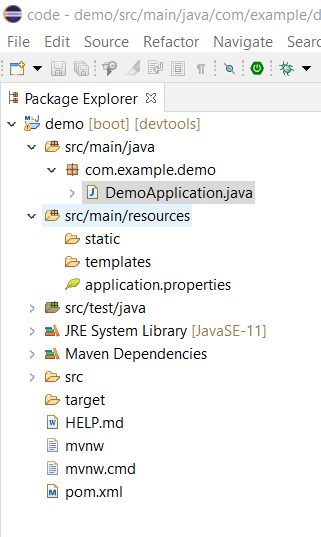 code - demo/src/main/java/com/example/d
File Edit Source Refactor Navigate Searc
Package Explorer
demo [boot] [devtools]
src/main/java
com.example.demo
DemoApplication.java
src/main/resources
static
templates
application.properties
src/test/java
JRE System Library [JavaSE-11]
Maven Dependencies
src
target
HELP.md
mvnw
mvnw.cmd
pom.xml